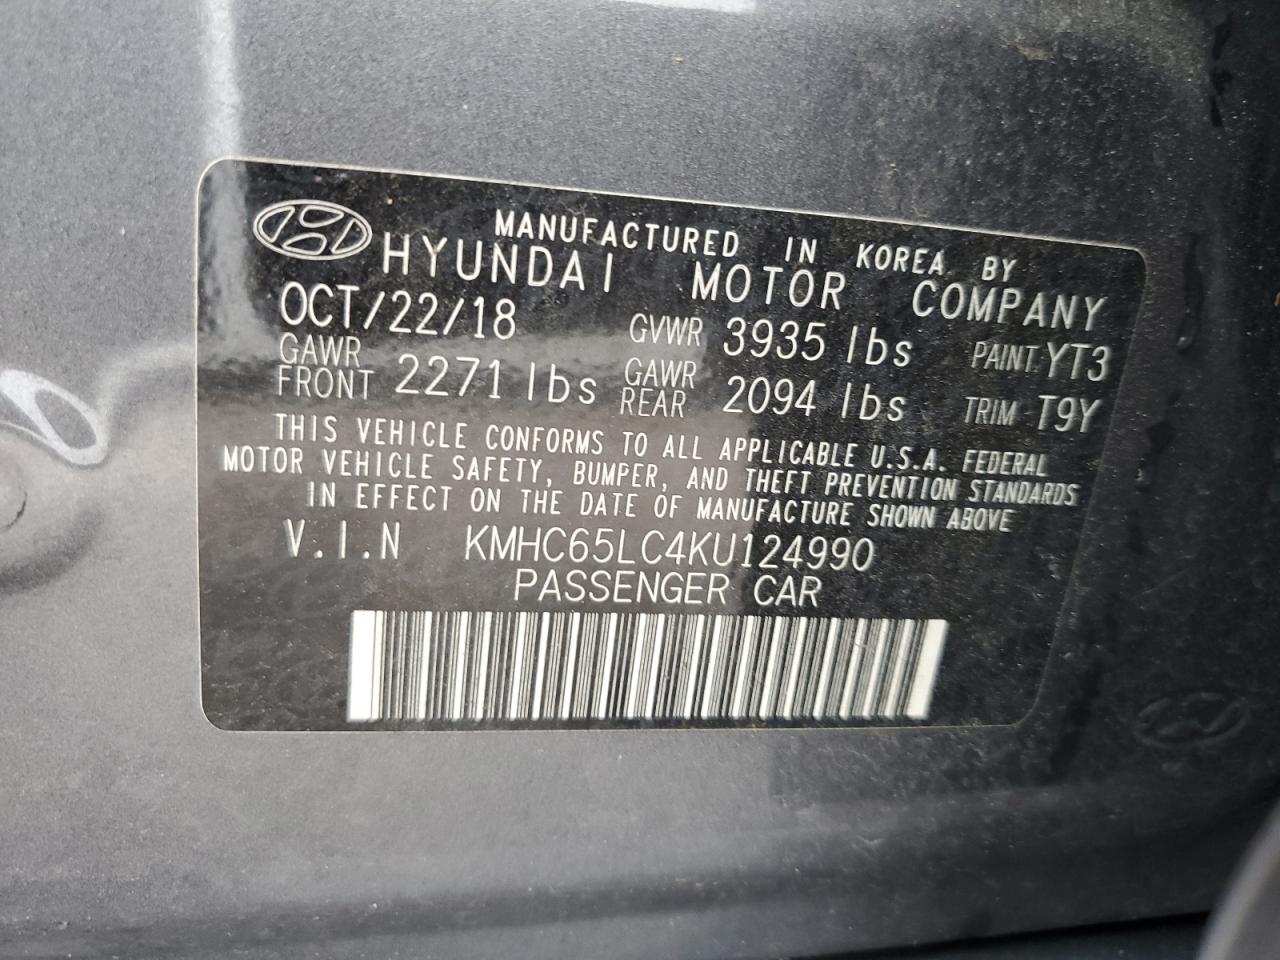 MANUFACTURED IN KOREA BY
HYUNDAI MOTOR COMPANY
OCT/22/18 GVWR 3935 lbs PAINT YT3
GAWR FRONT 2271 lbs GAWR REAR 2094 lbs TRIM T9Y
THIS VEHICLE CONFORMS TO ALL APPLICABLE U.S.A. FEDERAL
MOTOR VEHICLE SAFETY, BUMPER, AND THEFT PREVENTION STANDARDS
IN EFFECT ON THE DATE OF MANUFACTURE SHOWN ABOVE
V.I.N KMHC65LC4KU124990
PASSENGER CAR